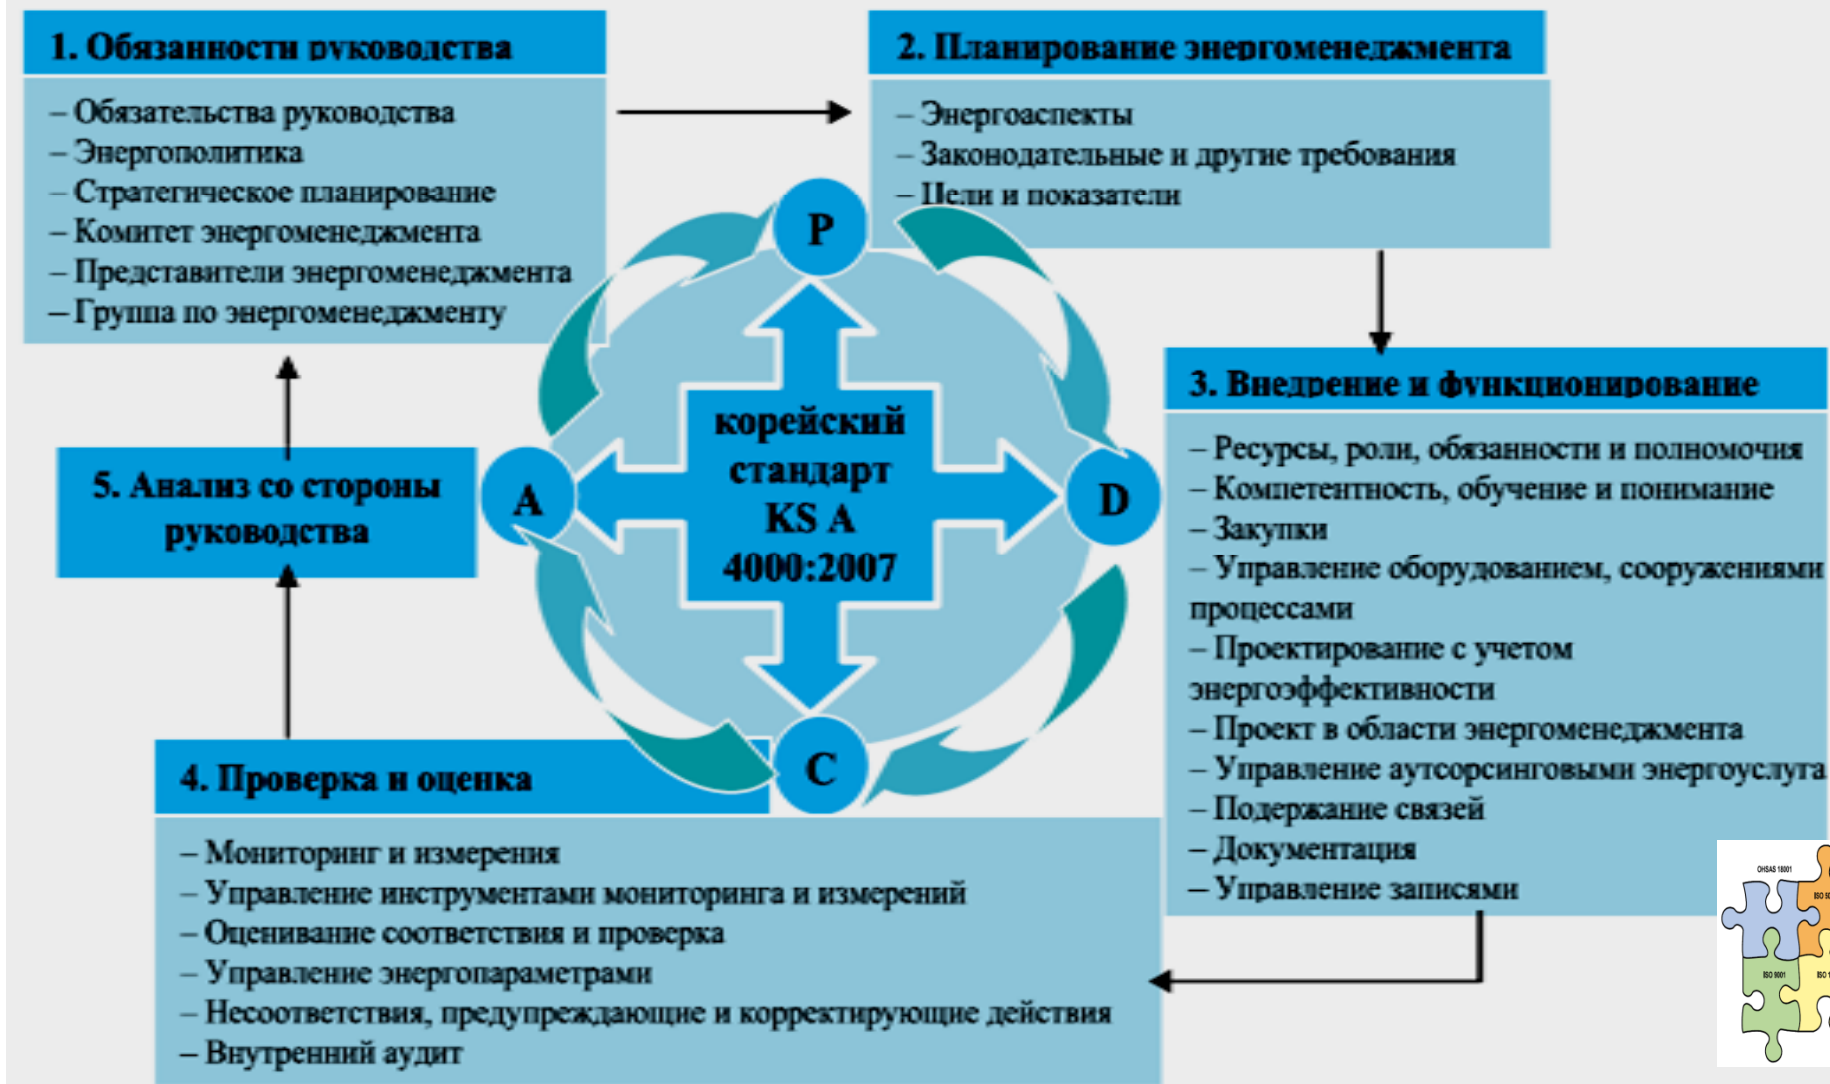 1. Обязанности руководства
– Обязательства руководства
– Энергополитика
– Стратегическое планирование
– Комитет энергоменеджмента
– Представители энергоменеджмента
– Группа по энергоменеджменту
2. Планирование энергоменеджмента
– Энергоаспекты
– Законодательные и другие требования
– Цели и показатели
P
D
C
A
корейский
стандарт
KS A
4000:2007
3. Внедрение и функционирование
– Ресурсы, роли, обязанности и полномочия
– Компетентность, обучение и понимание
– Закупки
– Управление оборудованием, сооружениями
процессами
– Проектирование с учетом
энергоэффективности
– Проект в области энергоменеджмента
– Управление аутсорсинговыми энергоуслуга
– Подержание связей
– Документация
– Управление записями
4. Проверка и оценка
– Мониторинг и измерения
– Управление инструментами мониторинга и измерений
– Оценивание соответствия и проверка
– Управление энергопараметрами
– Несоответствия, предупреждающие и корректирующие действия
– Внутренний аудит
5. Анализ со стороны
руководства
OHSAS 18001
ISO
ISO 9001
ISO